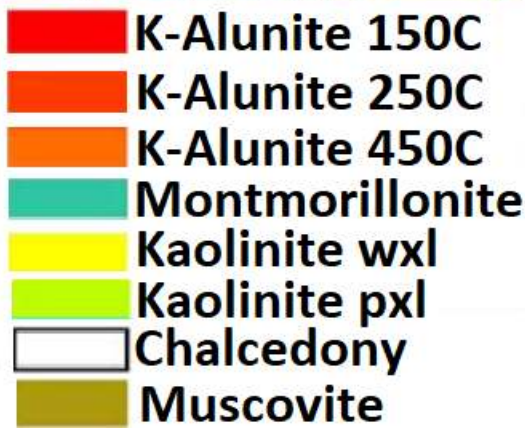 K-Alunite 150C
K-Alunite 250C
K-Alunite 450C
Montmorillonite
Kaolinite wxl
Kaolinite pxl
Chalcedony
Muscovite